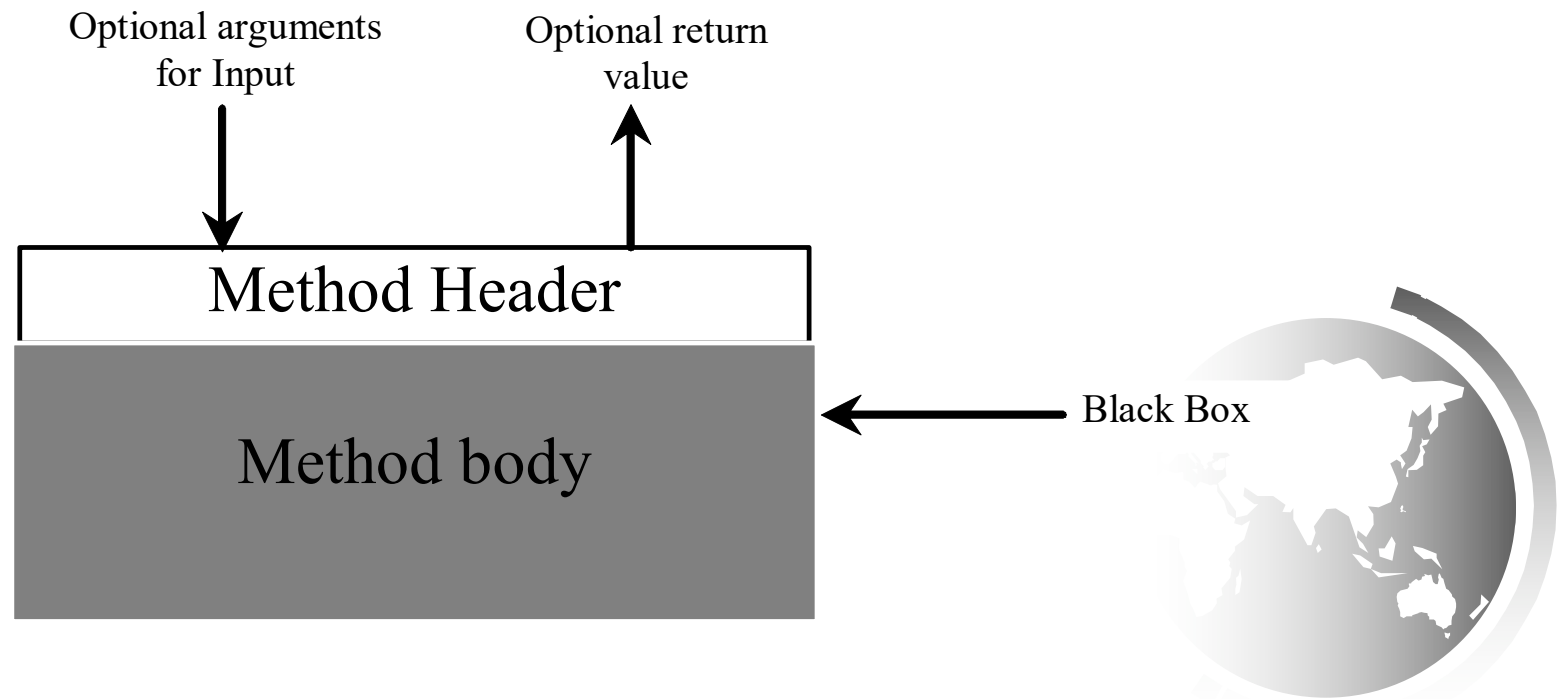 Optional arguments
for Input
Optional return
value
Method Header
Black Box
Method body